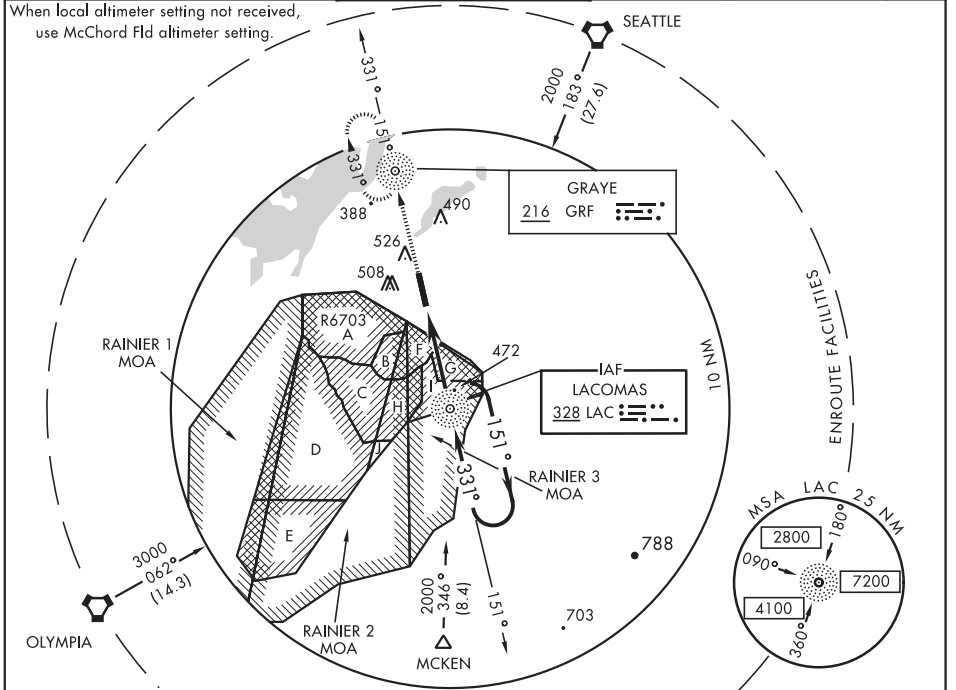 When local altimeter setting not received,
use McChord Fld altimeter setting.
SEATTLE
331°
2000
183°
(27.6)
151°
331°
GRAYE
216 GRF
388
490
526
508
ENROUTE FACILITIES
R6703
A
RAINIER 1
MOA
B
F
G
472
10 NM
IAF
LACOMAS
328 LAC
C
I
H
D
J
151°
331°
RAINIER 3
MOA
E
788
MSA LAC 25 NM
180°
2800
090°
7200
4100
360°
3000
062°
(14.3)
OLYMPIA
2000
346°
(8.4)
151°
703
RAINIER 2
MOA
MCKEN